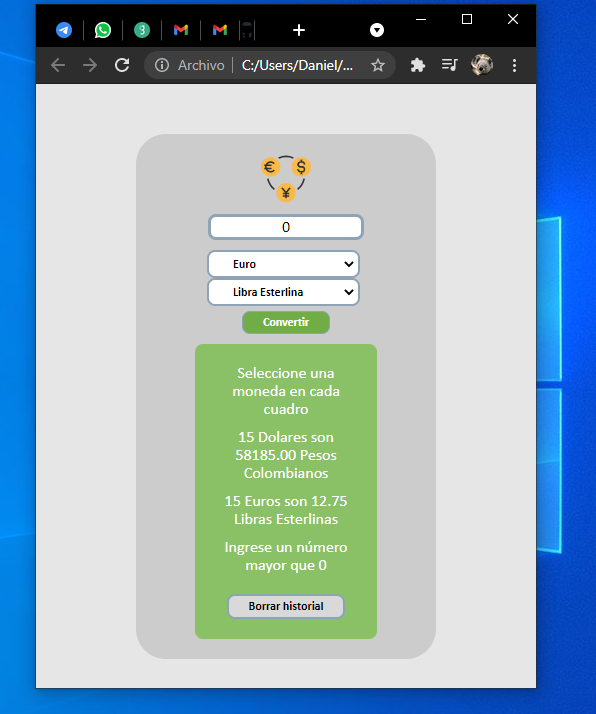 3
Archivo
C:/Users/Daniel/...
€ $
¥
0
Euro
Libra Esterlina
Convertir
Seleccione una
moneda en cada
cuadro
15 Dolares son
58185.00 Pesos
Colombianos
15 Euros son 12.75
Libras Esterlinas
Ingrese un número
mayor que 0
Borrar historial